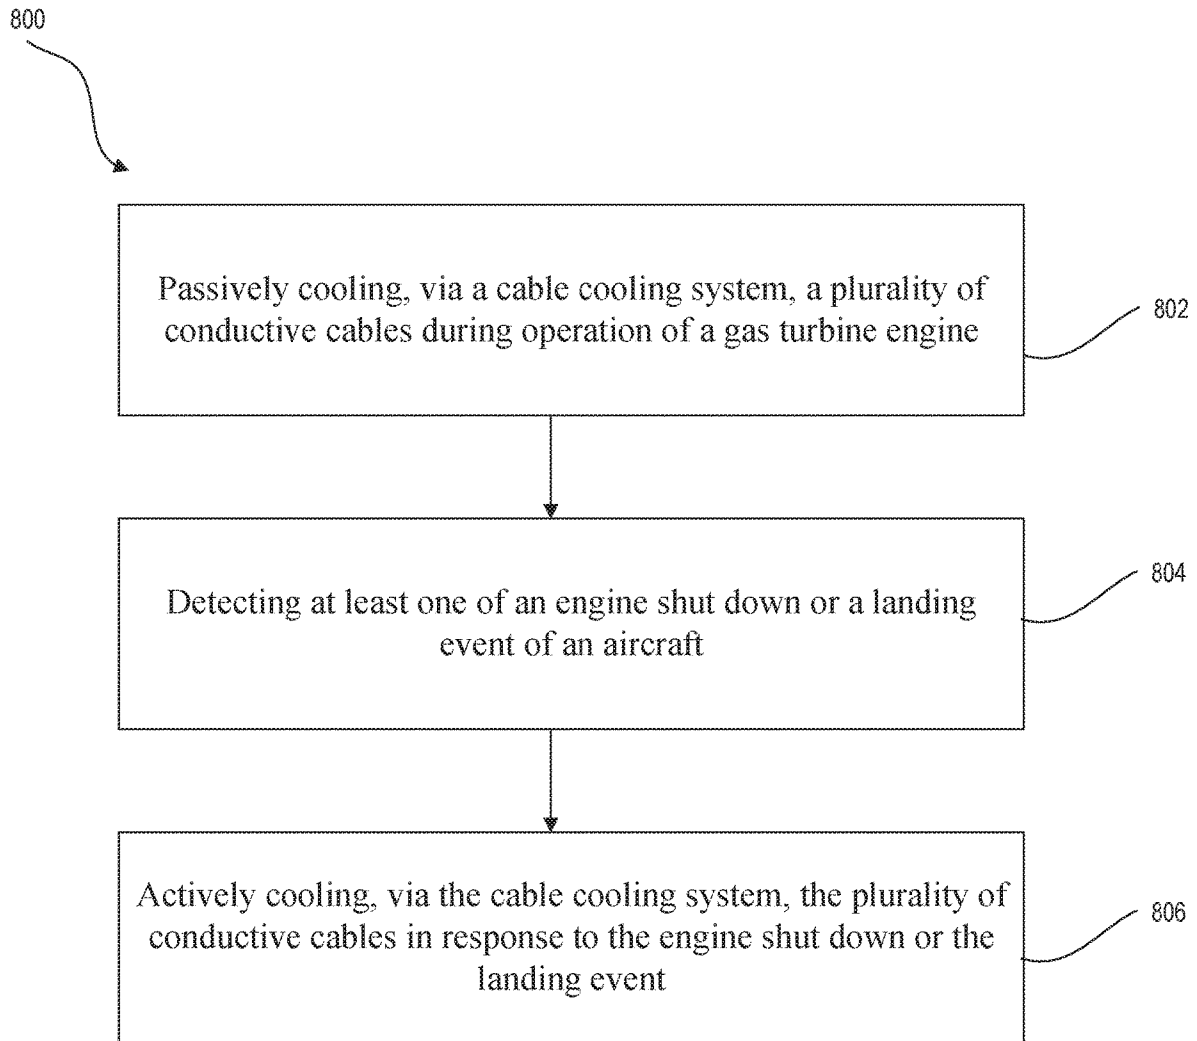 800
Passively cooling, via a cable cooling system, a plurality of
conductive cables during operation of a gas turbine engine
802
Detecting at least one of an engine shut down or a landing
event of an aircraft
804
Actively cooling, via the cable cooling system, the plurality of
conductive cables in response to the engine shut down or the
landing event
806